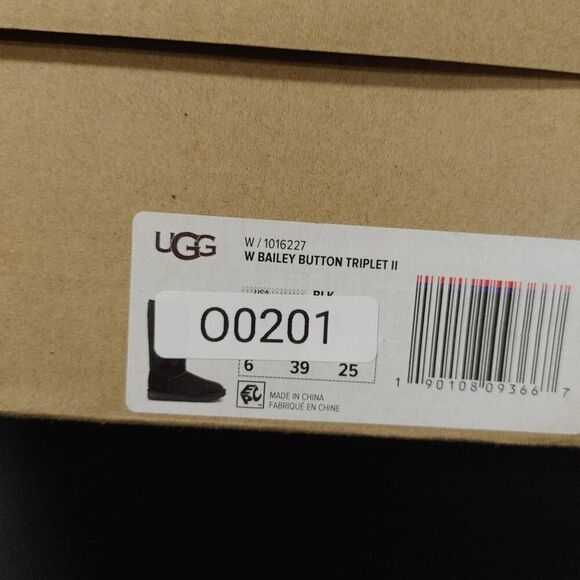 UGG
W / 1016227
W BAILEY BUTTON TRIPLET II
BLK
O0201
6 39 25
MADE IN CHINA
FABRIQUÉ EN CHINE
1 90108 09366 7